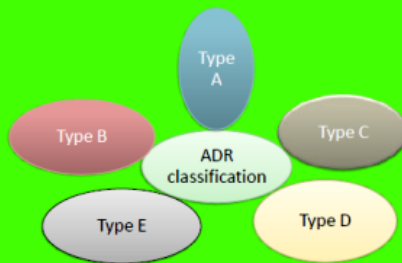 Type
A
Type B
Type C
ADR
classification
Type E
Type D